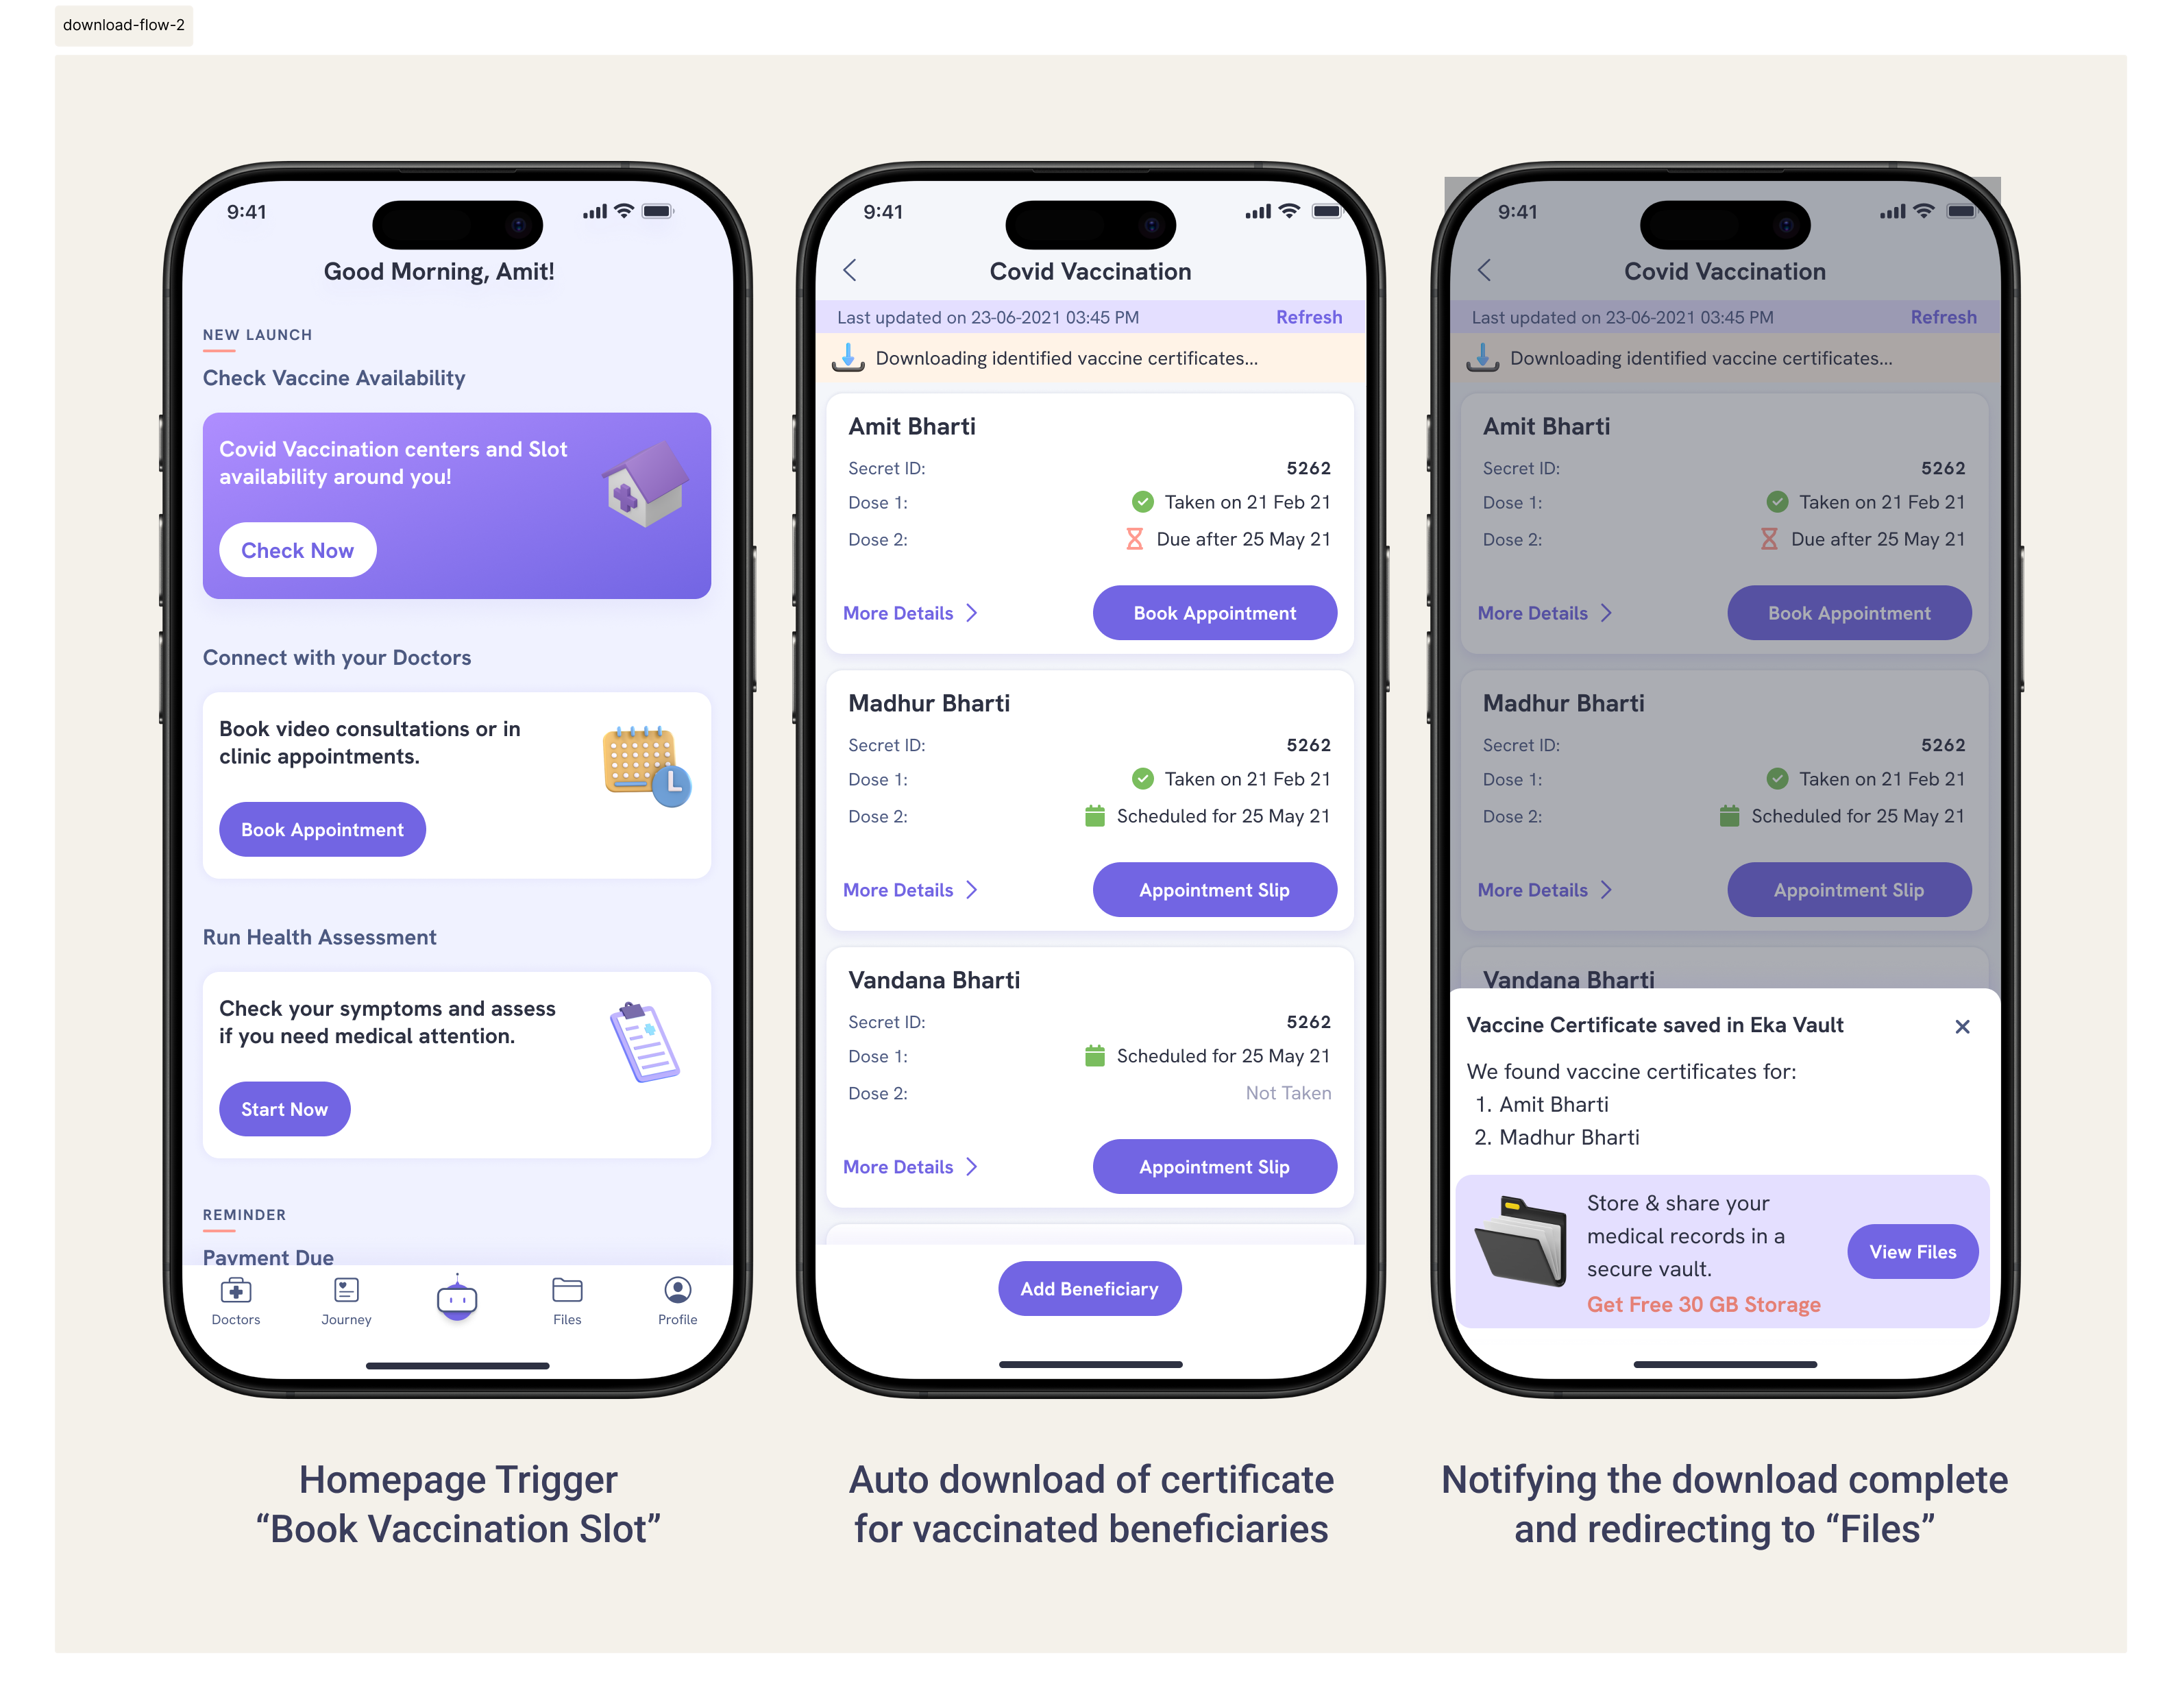 download-flow-2
9:41
Good Morning, Amit!
NEW LAUNCH
Check Vaccine Availability
Covid Vaccination centers and Slot
availability around you!
Check Now
Connect with your Doctors
Book video consultations or in
clinic appointments.
Book Appointment
Run Health Assessment
Check your symptoms and assess
if you need medical attention.
Start Now
REMINDER
Payment Due
Doctors
Journey
Files
Profile
Homepage Trigger
“Book Vaccination Slot”
9:41
Covid Vaccination
Last updated on 23-06-2021 03:45 PM Refresh
Downloading identified vaccine certificates...
Amit Bharti
Secret ID: 5262
Dose 1: Taken on 21 Feb 21
Dose 2: Due after 25 May 21
More Details Book Appointment
Madhur Bharti
Secret ID: 5262
Dose 1: Taken on 21 Feb 21
Dose 2: Scheduled for 25 May 21
More Details Appointment Slip
Vandana Bharti
Secret ID: 5262
Dose 1: Scheduled for 25 May 21
Dose 2: Not Taken
More Details Appointment Slip
Add Beneficiary
Auto download of certificate
for vaccinated beneficiaries
9:41
Covid Vaccination
Last updated on 23-06-2021 03:45 PM Refresh
Downloading identified vaccine certificates...
Amit Bharti
Secret ID: 5262
Dose 1: Taken on 21 Feb 21
Dose 2: Due after 25 May 21
More Details Book Appointment
Madhur Bharti
Secret ID: 5262
Dose 1: Taken on 21 Feb 21
Dose 2: Scheduled for 25 May 21
More Details Appointment Slip
Vandana Bharti
Vaccine Certificate saved in Eka Vault
We found vaccine certificates for:
1. Amit Bharti
2. Madhur Bharti
Store & share your
medical records in a
secure vault.
Get Free 30 GB Storage
View Files
Notifying the download complete
and redirecting to “Files”